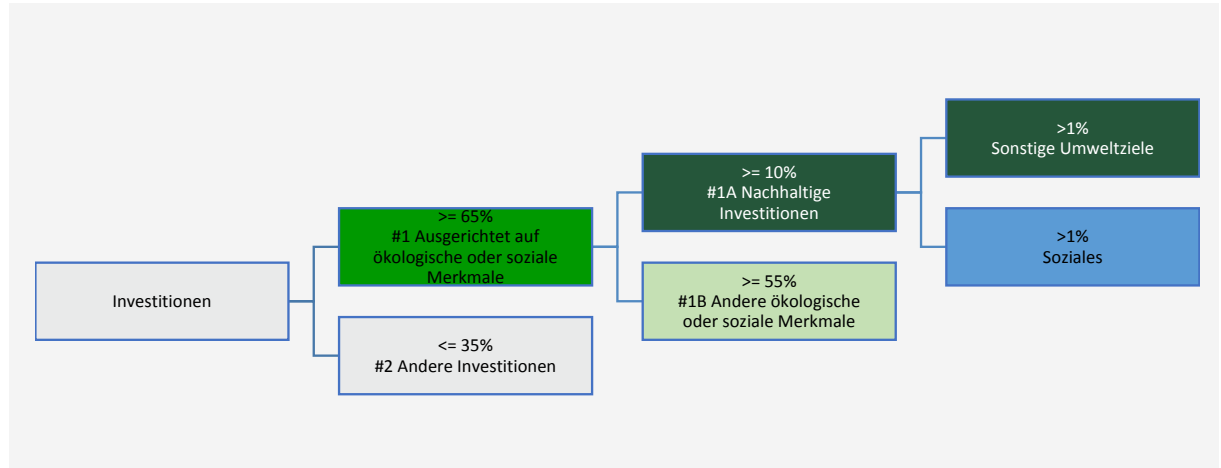 Investitionen
>= 65%
#1 Ausgerichtet auf
ökologische oder soziale
Merkmale
<= 35%
#2 Andere Investitionen
>= 10%
#1A Nachhaltige
Investitionen
>= 55%
#1B Andere ökologische
oder soziale Merkmale
>1%
Sonstige Umweltziele
>1%
Soziales